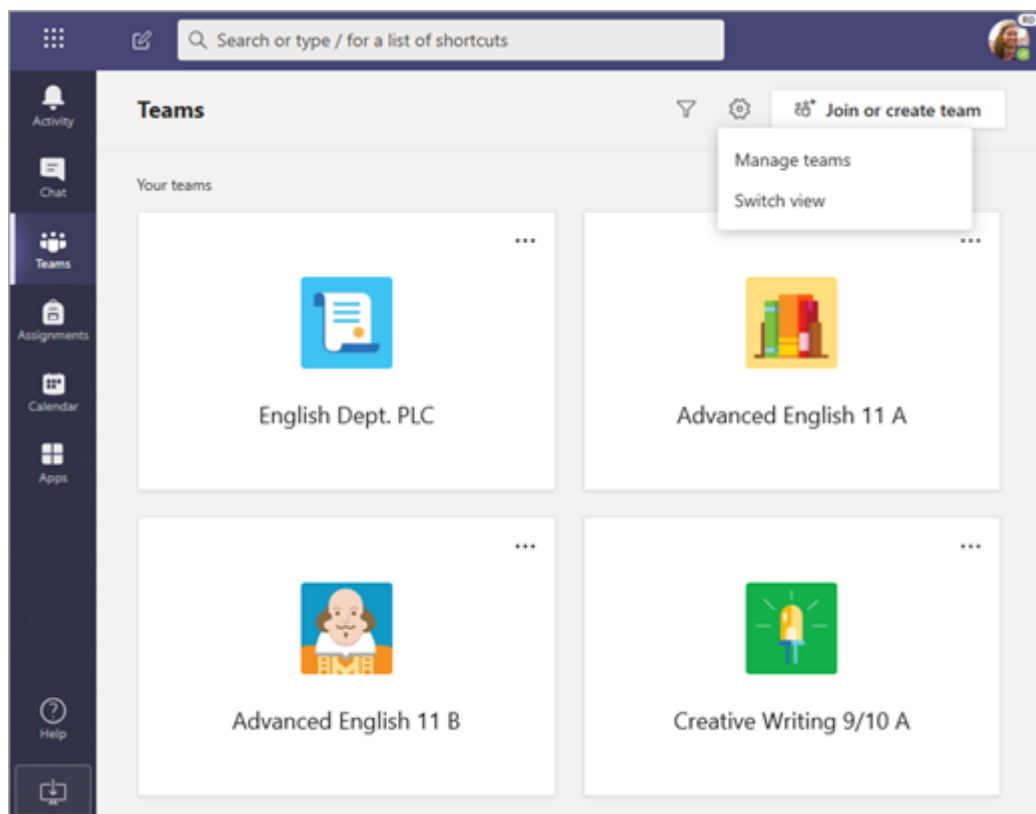 Search or type / for a list of shortcuts
RO
Activity
Chat
Teams
Assignments
Calendar
Apps
Help
Teams
Join or create team
Manage teams
Switch view
Your teams
English Dept. PLC
Advanced English 11 A
Advanced English 11 B
Creative Writing 9/10 A